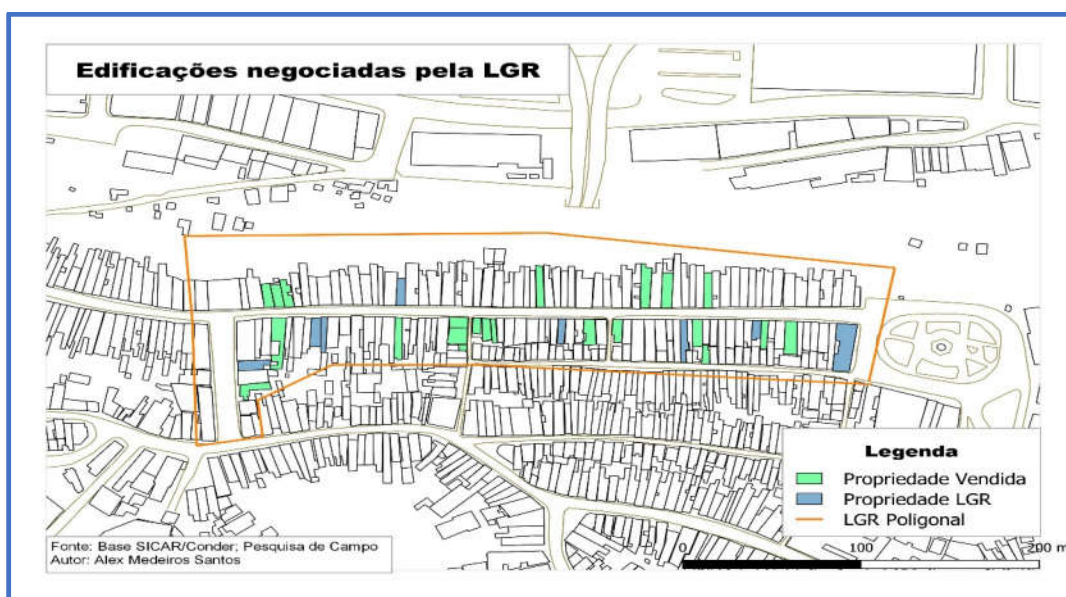 Edificações negociadas pela LGR
Legenda
Propriedade Vendida
Propriedade LGR
LGR Poligonal
Fonte: Base SICAR/Conder; Pesquisa de Campo
Autor: Alex Medeiros Santos
0 100 200 m